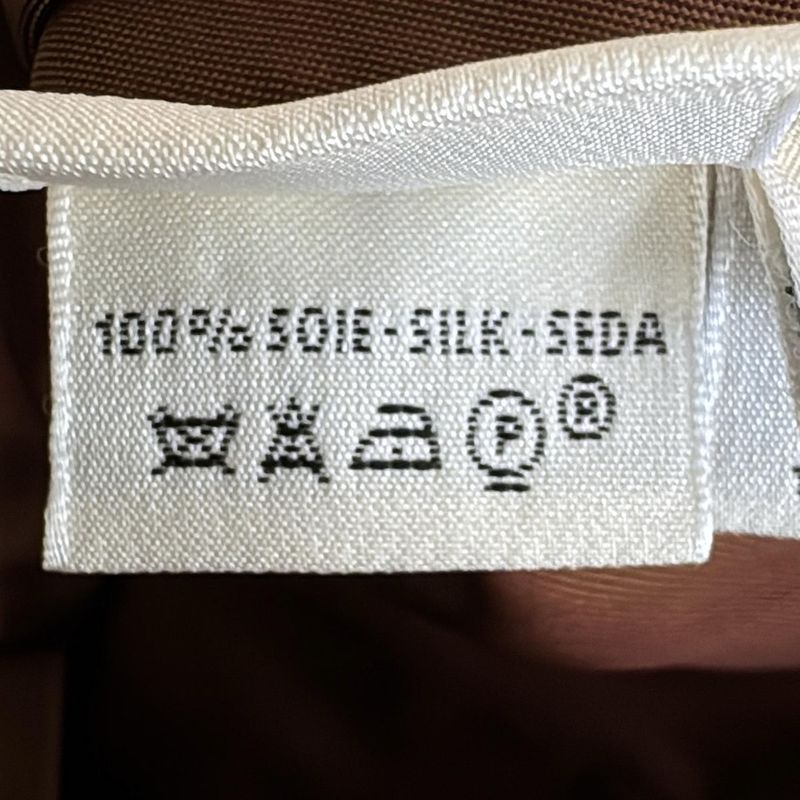 100% SOIE - SILK - SEDA
P ®